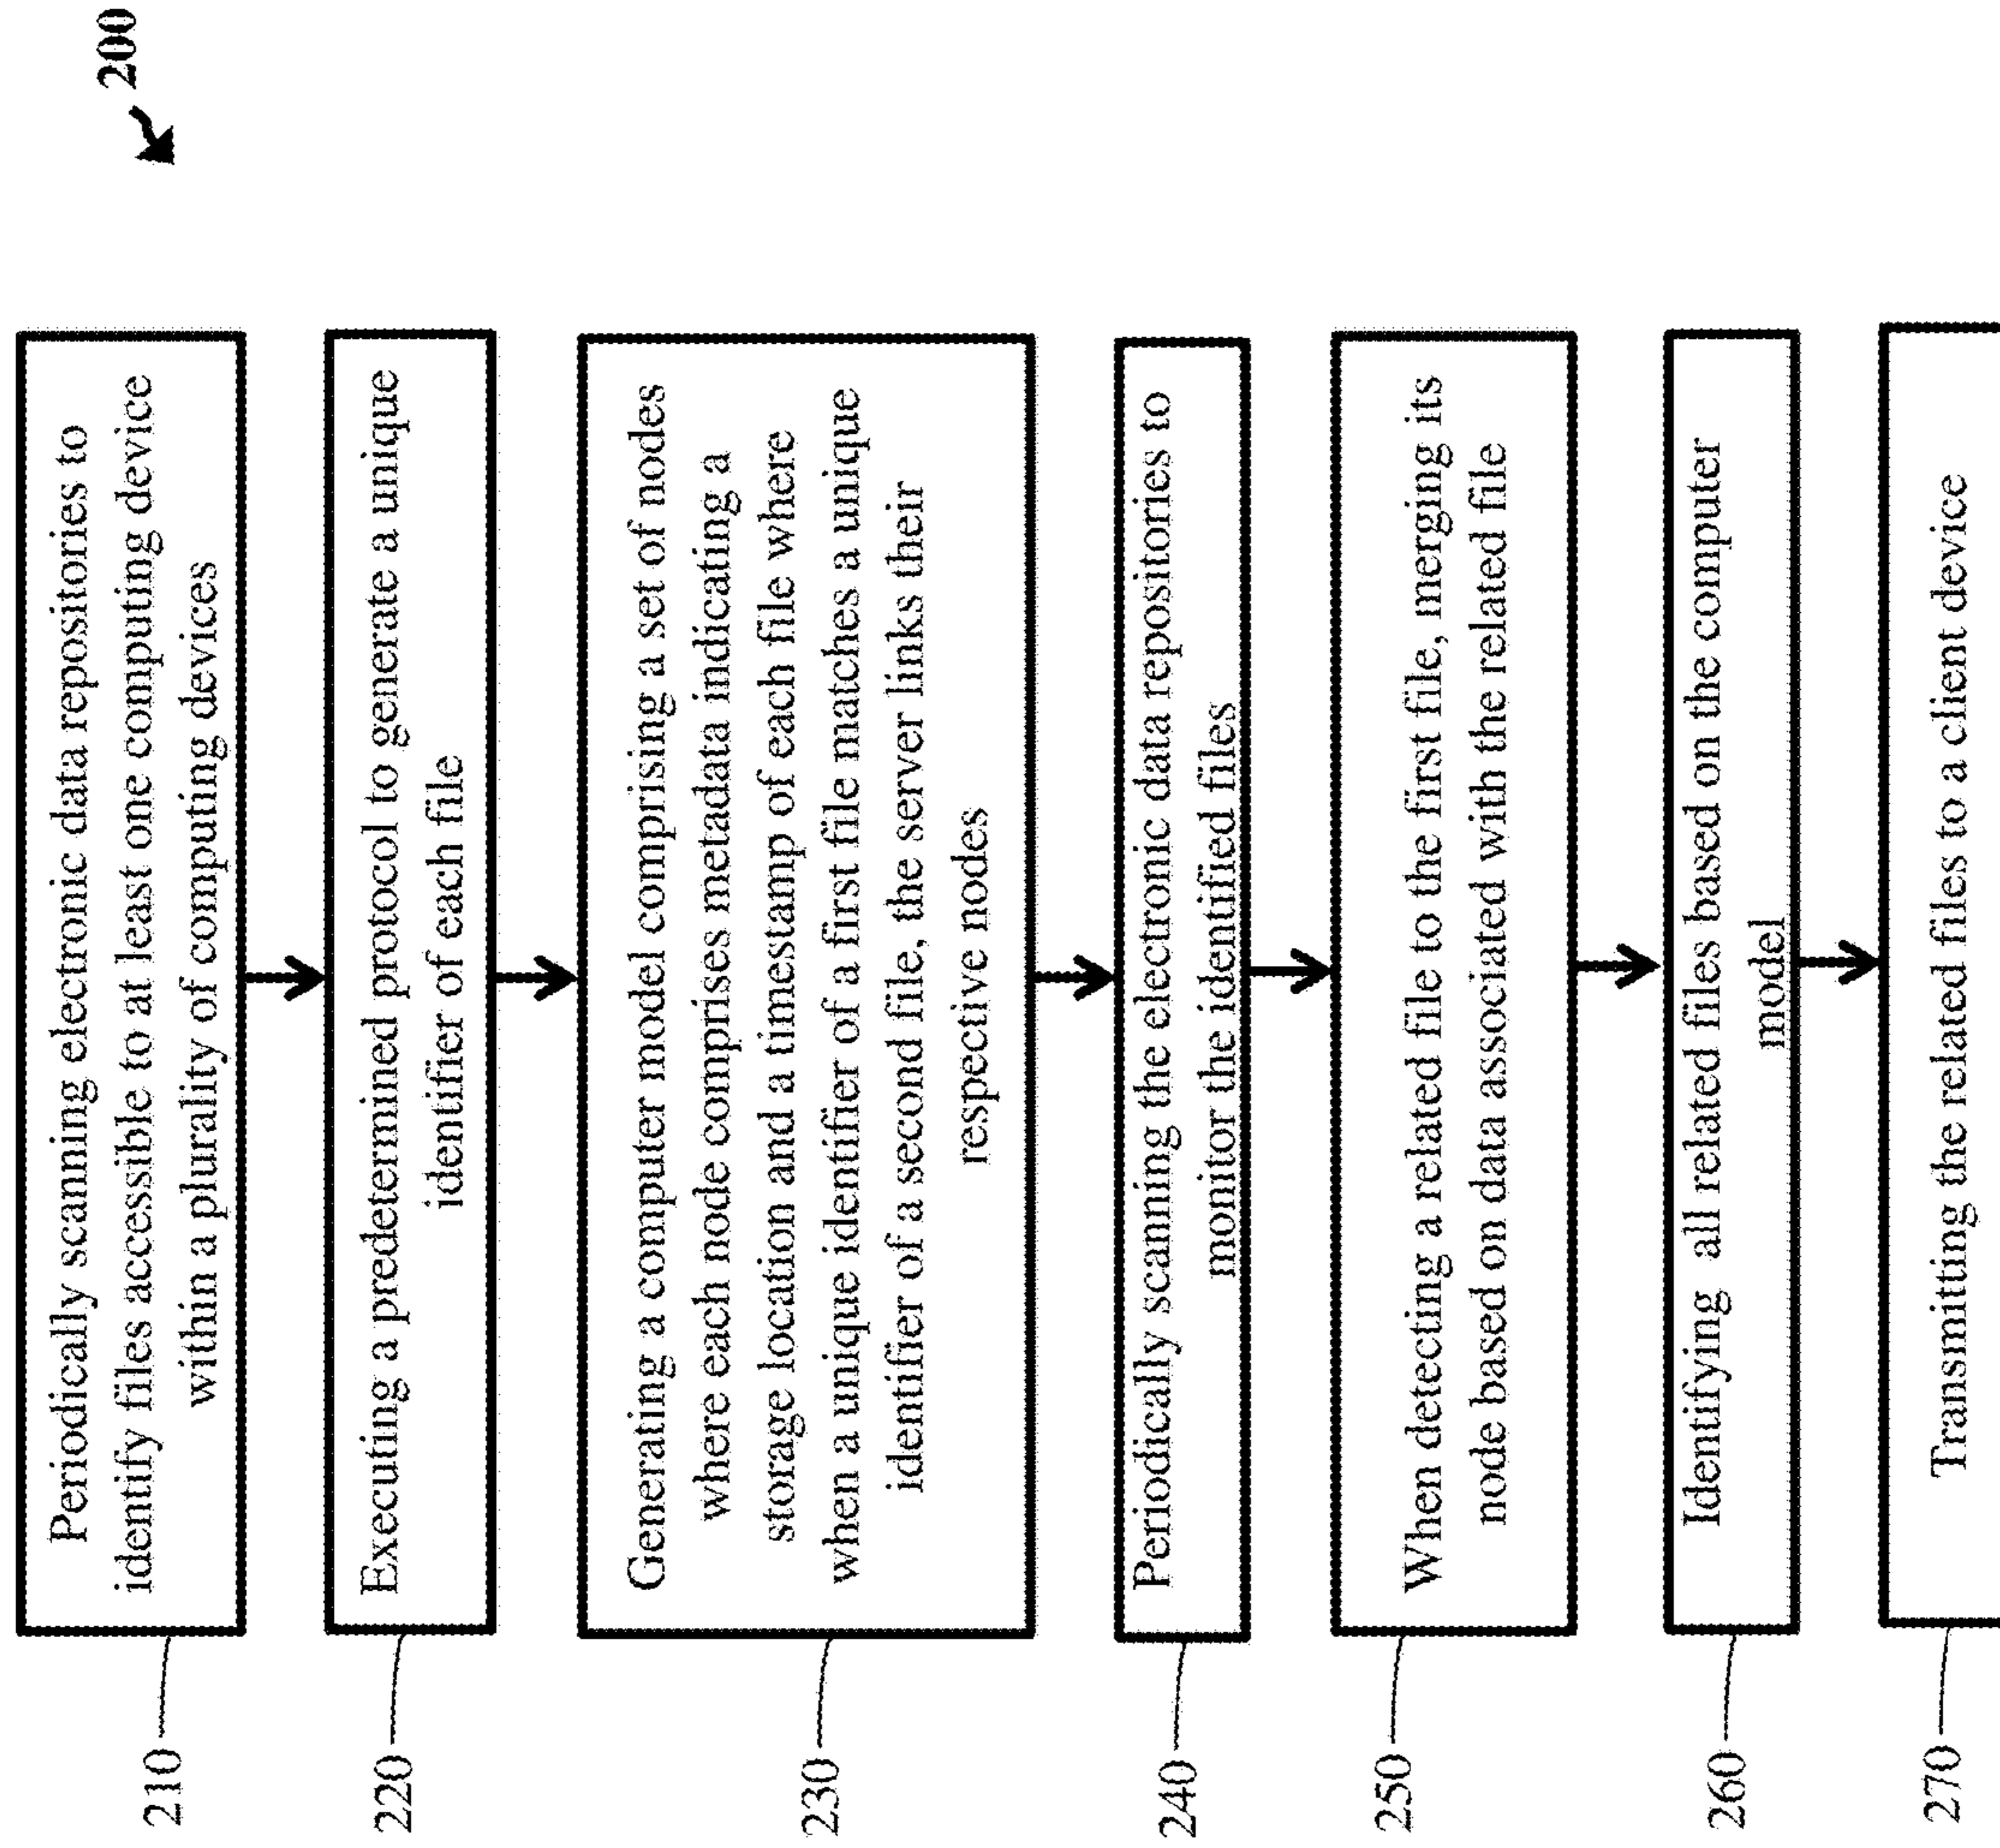 200
210
Periodically scanning electronic data repositories to
identify files accessible to at least one computing device
within a plurality of computing devices
220
Executing a predetermined protocol to generate a unique
identifier of each file
230
Generating a computer model comprising a set of nodes
where each node comprises metadata indicating a
storage location and a timestamp of each file where
when a unique identifier of a first file matches a unique
identifier of a second file, the server links their
respective nodes
240
Periodically scanning the electronic data repositories to
monitor the identified files
250
When detecting a related file to the first file, merging its
node based on data associated with the related file
260
Identifying all related files based on the computer
model
270
Transmitting the related files to a client device